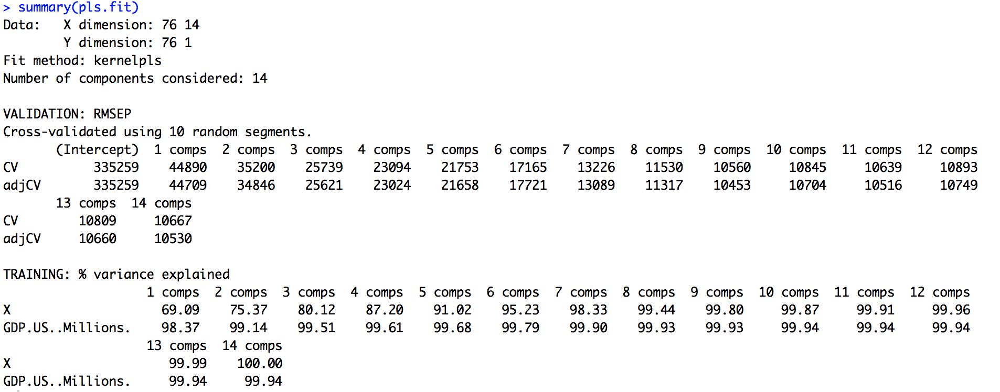 > summary(pls.fit)
Data:   X dimension: 76 14
        Y dimension: 76 1
Fit method: kernelpls
Number of components considered: 14

VALIDATION: RMSEP
Cross-validated using 10 random segments.
       (Intercept)  1 comps  2 comps  3 comps  4 comps  5 comps  6 comps  7 comps  8 comps  9 comps  10 comps  11 comps  12 comps
CV          335259    44890    35200    25739    23094    21753    17165    13226    11530    10560     10845     10639     10893
adjCV       335259    44709    34846    25621    23024    21658    17721    13089    11317    10453     10704     10516     10749
       13 comps  14 comps
CV        10809     10667
adjCV     10660     10530

TRAINING: % variance explained
                   1 comps  2 comps  3 comps  4 comps  5 comps  6 comps  7 comps  8 comps  9 comps  10 comps  11 comps  12 comps
X                    69.09    75.37    80.12    87.20    91.02    95.23    98.33    99.44    99.80     99.87     99.91     99.96
GDP.US..Millions.    98.37    99.14    99.51    99.61    99.68    99.79    99.90    99.93    99.93     99.94     99.94     99.94
                   13 comps  14 comps
X                     99.99    100.00
GDP.US..Millions.     99.94     99.94